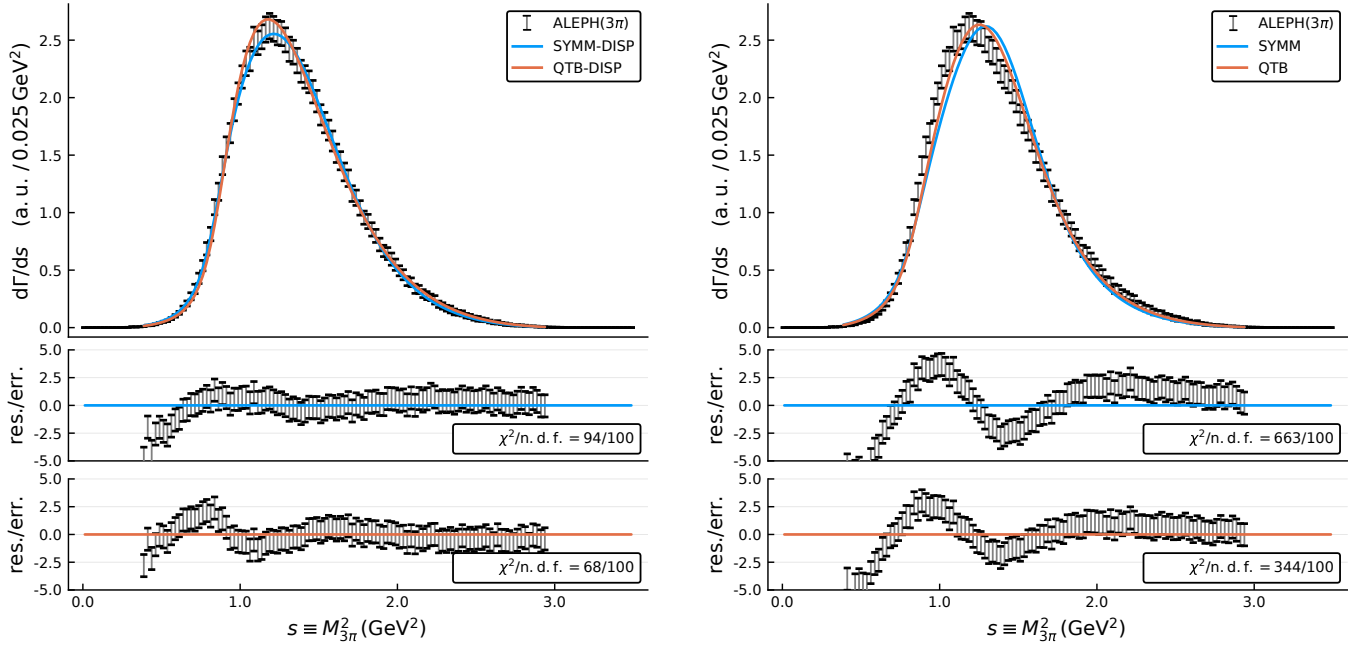 ALEPH(3π)
SYMM-DISP
QTB-DISP
dΓ/ds (a. u. / 0.025 GeV²)
2.5
2.0
1.5
1.0
0.5
0.0
res./err.
5.0
2.5
0.0
-2.5
-5.0
χ²/n. d. f. = 94/100
res./err.
5.0
2.5
0.0
-2.5
-5.0
χ²/n. d. f. = 68/100
0.0 1.0 2.0 3.0
s ≡ M²₃π (GeV²)
ALEPH(3π)
SYMM
QTB
dΓ/ds (a. u. / 0.025 GeV²)
2.5
2.0
1.5
1.0
0.5
0.0
res./err.
5.0
2.5
0.0
-2.5
-5.0
χ²/n. d. f. = 663/100
res./err.
5.0
2.5
0.0
-2.5
-5.0
χ²/n. d. f. = 344/100
0.0 1.0 2.0 3.0
s ≡ M²₃π (GeV²)